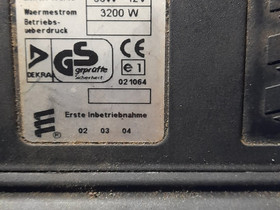 Waermestrom 3200 W
Betriebs-
ueberdruck
DEKRA
GS
geprüfte
Sicherheit
CE
e1
021064
Erste Inbetriebnahme
02 03 04